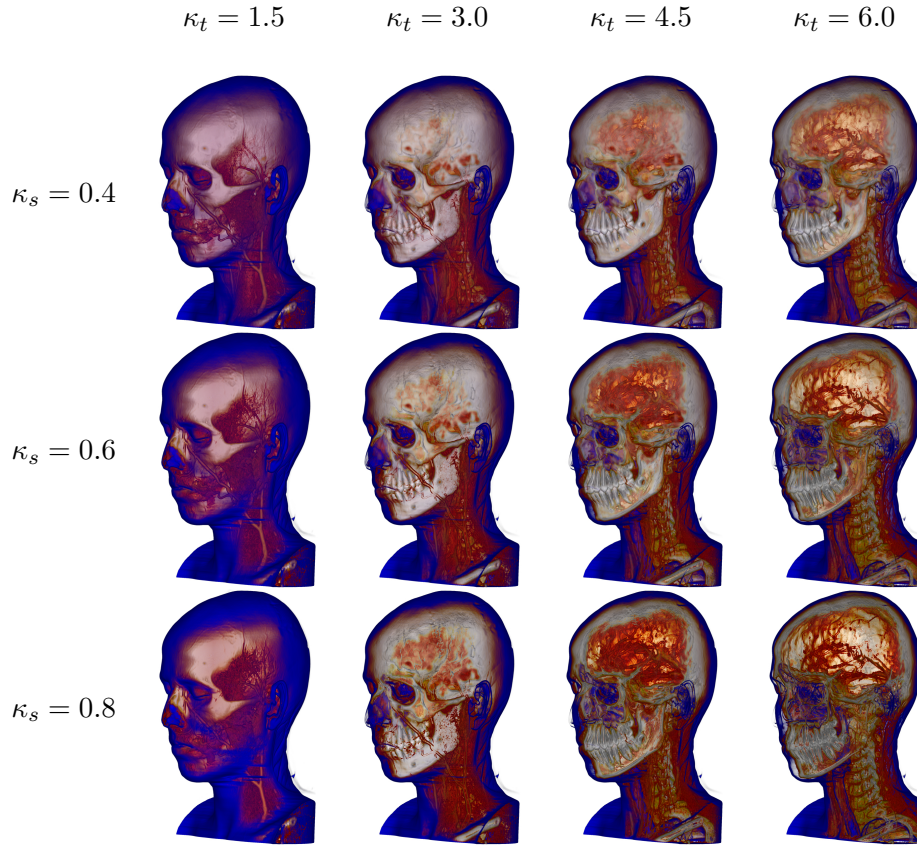 κ_t = 1.5 κ_t = 3.0 κ_t = 4.5 κ_t = 6.0
κ_s = 0.4
κ_s = 0.6
κ_s = 0.8